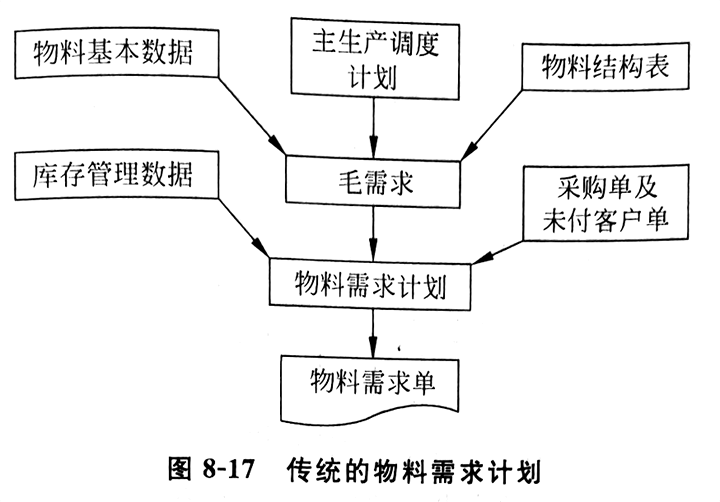 物料基本数据
主生产调度
计划
物料结构表
库存管理数据
毛需求
采购单及
未付客户单
物料需求计划
物料需求单
图 8-17 传统的物料需求计划